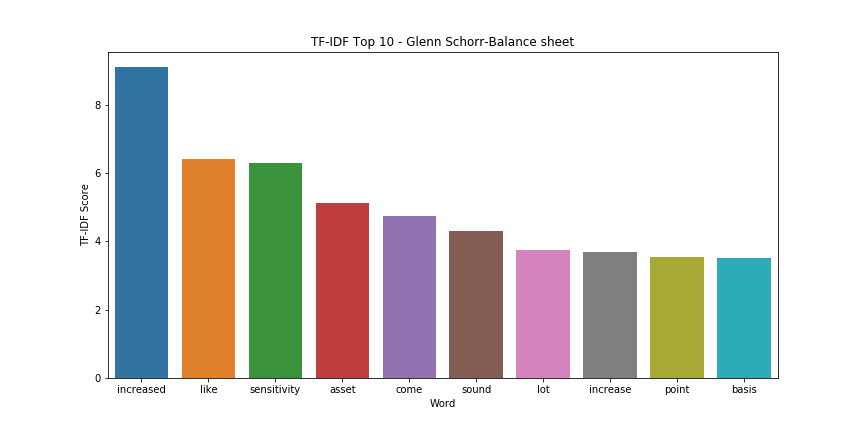 TF-IDF Top 10 - Glenn Schorr-Balance sheet
TF-IDF Score
8
6
4
2
0
increased like sensitivity asset come sound lot increase point basis
Word